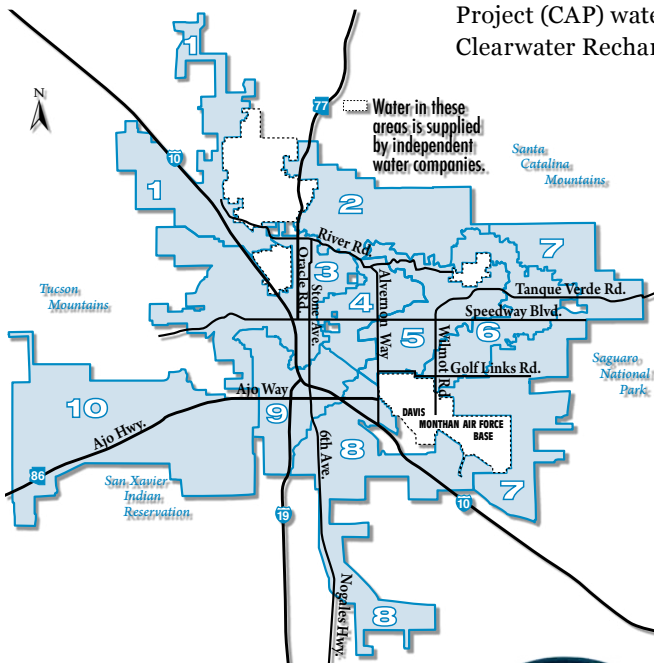 Project (CAP) wate
Clearwater Rechar
1
N
77
Water in these
areas is supplied
by independent
water companies.
10
Santa
Catalina
Mountains
1
2
River Rd.
7
Oracle Rd.
3
Stone Ave.
4
Alvernon Way
Tanque Verde Rd.
Tucson
Mountains
Speedway Blvd.
5
Wilmot Rd.
6
Golf Links Rd.
Saguaro
National
Park
10
Ajo Way
9
DAVIS
MONTHAN AIR FORCE
BASE
Ajo Hwy.
6th Ave.
8
86
San Xavier
Indian
Reservation
7
10
19
Nogales Hwy.
8